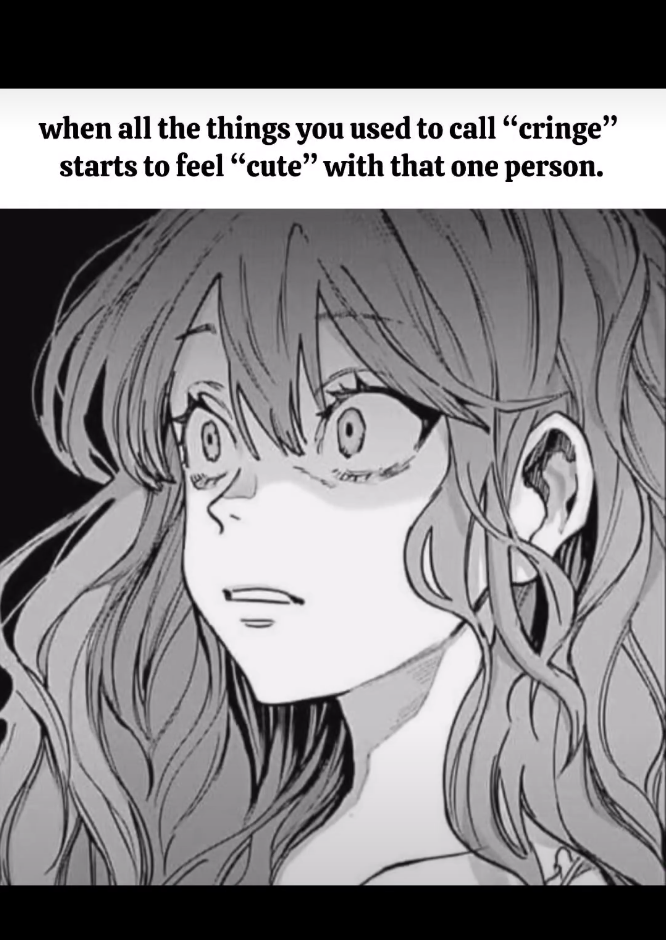 when all the things you used to call “cringe”
starts to feel “cute” with that one person.